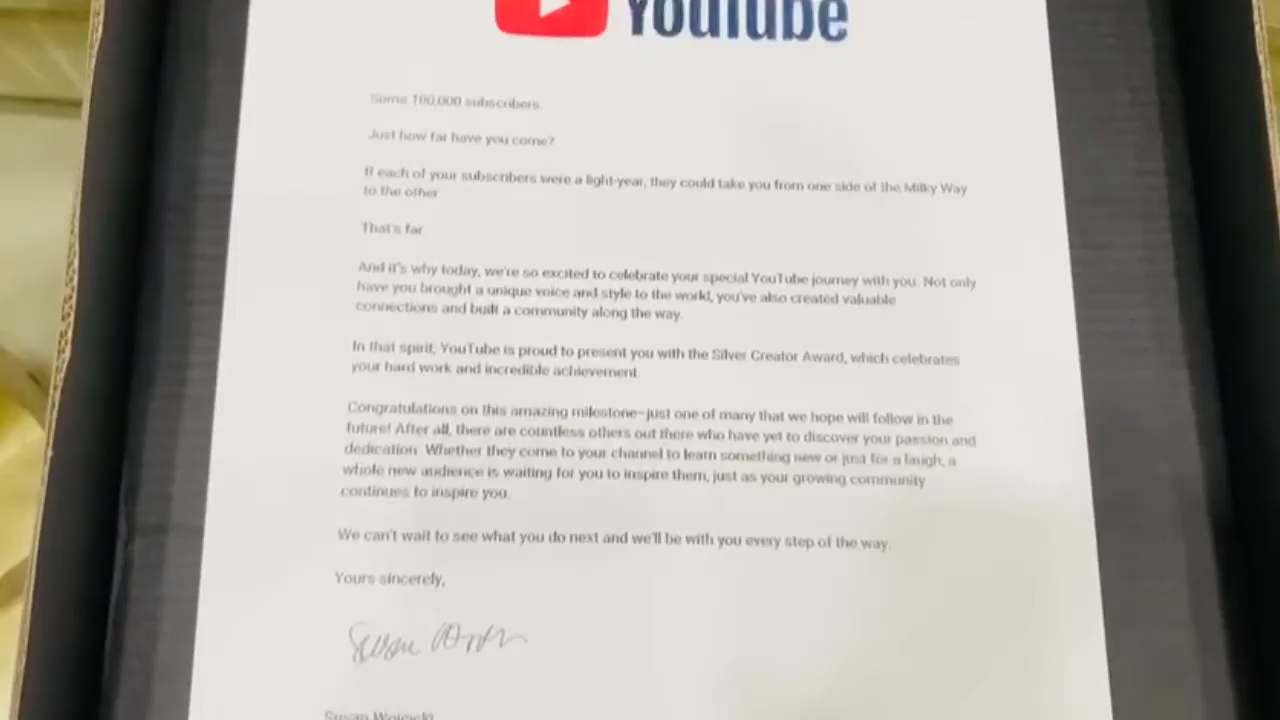 YouTube
Some 100,000 subscribers.
Just how far have you come?
If each of your subscribers were a light-year, they could take you from one side of the Milky Way
to the other.
That's far.
And it's why today, we're so excited to celebrate your special YouTube journey with you. Not only
have you brought a unique voice and style to the world, you've also created valuable
connections and built a community along the way.
In that spirit, YouTube is proud to present you with the Silver Creator Award, which celebrates
your hard work and incredible achievement.
Congratulations on this amazing milestone–just one of many that we hope will follow in the
future! After all, there are countless others out there who have yet to discover your passion and
dedication. Whether they come to your channel to learn something new or just for a laugh, a
whole new audience is waiting for you to inspire them, just as your growing community
continues to inspire you.
We can't wait to see what you do next and we'll be with you every step of the way.
Yours sincerely,
Susan Wojcicki